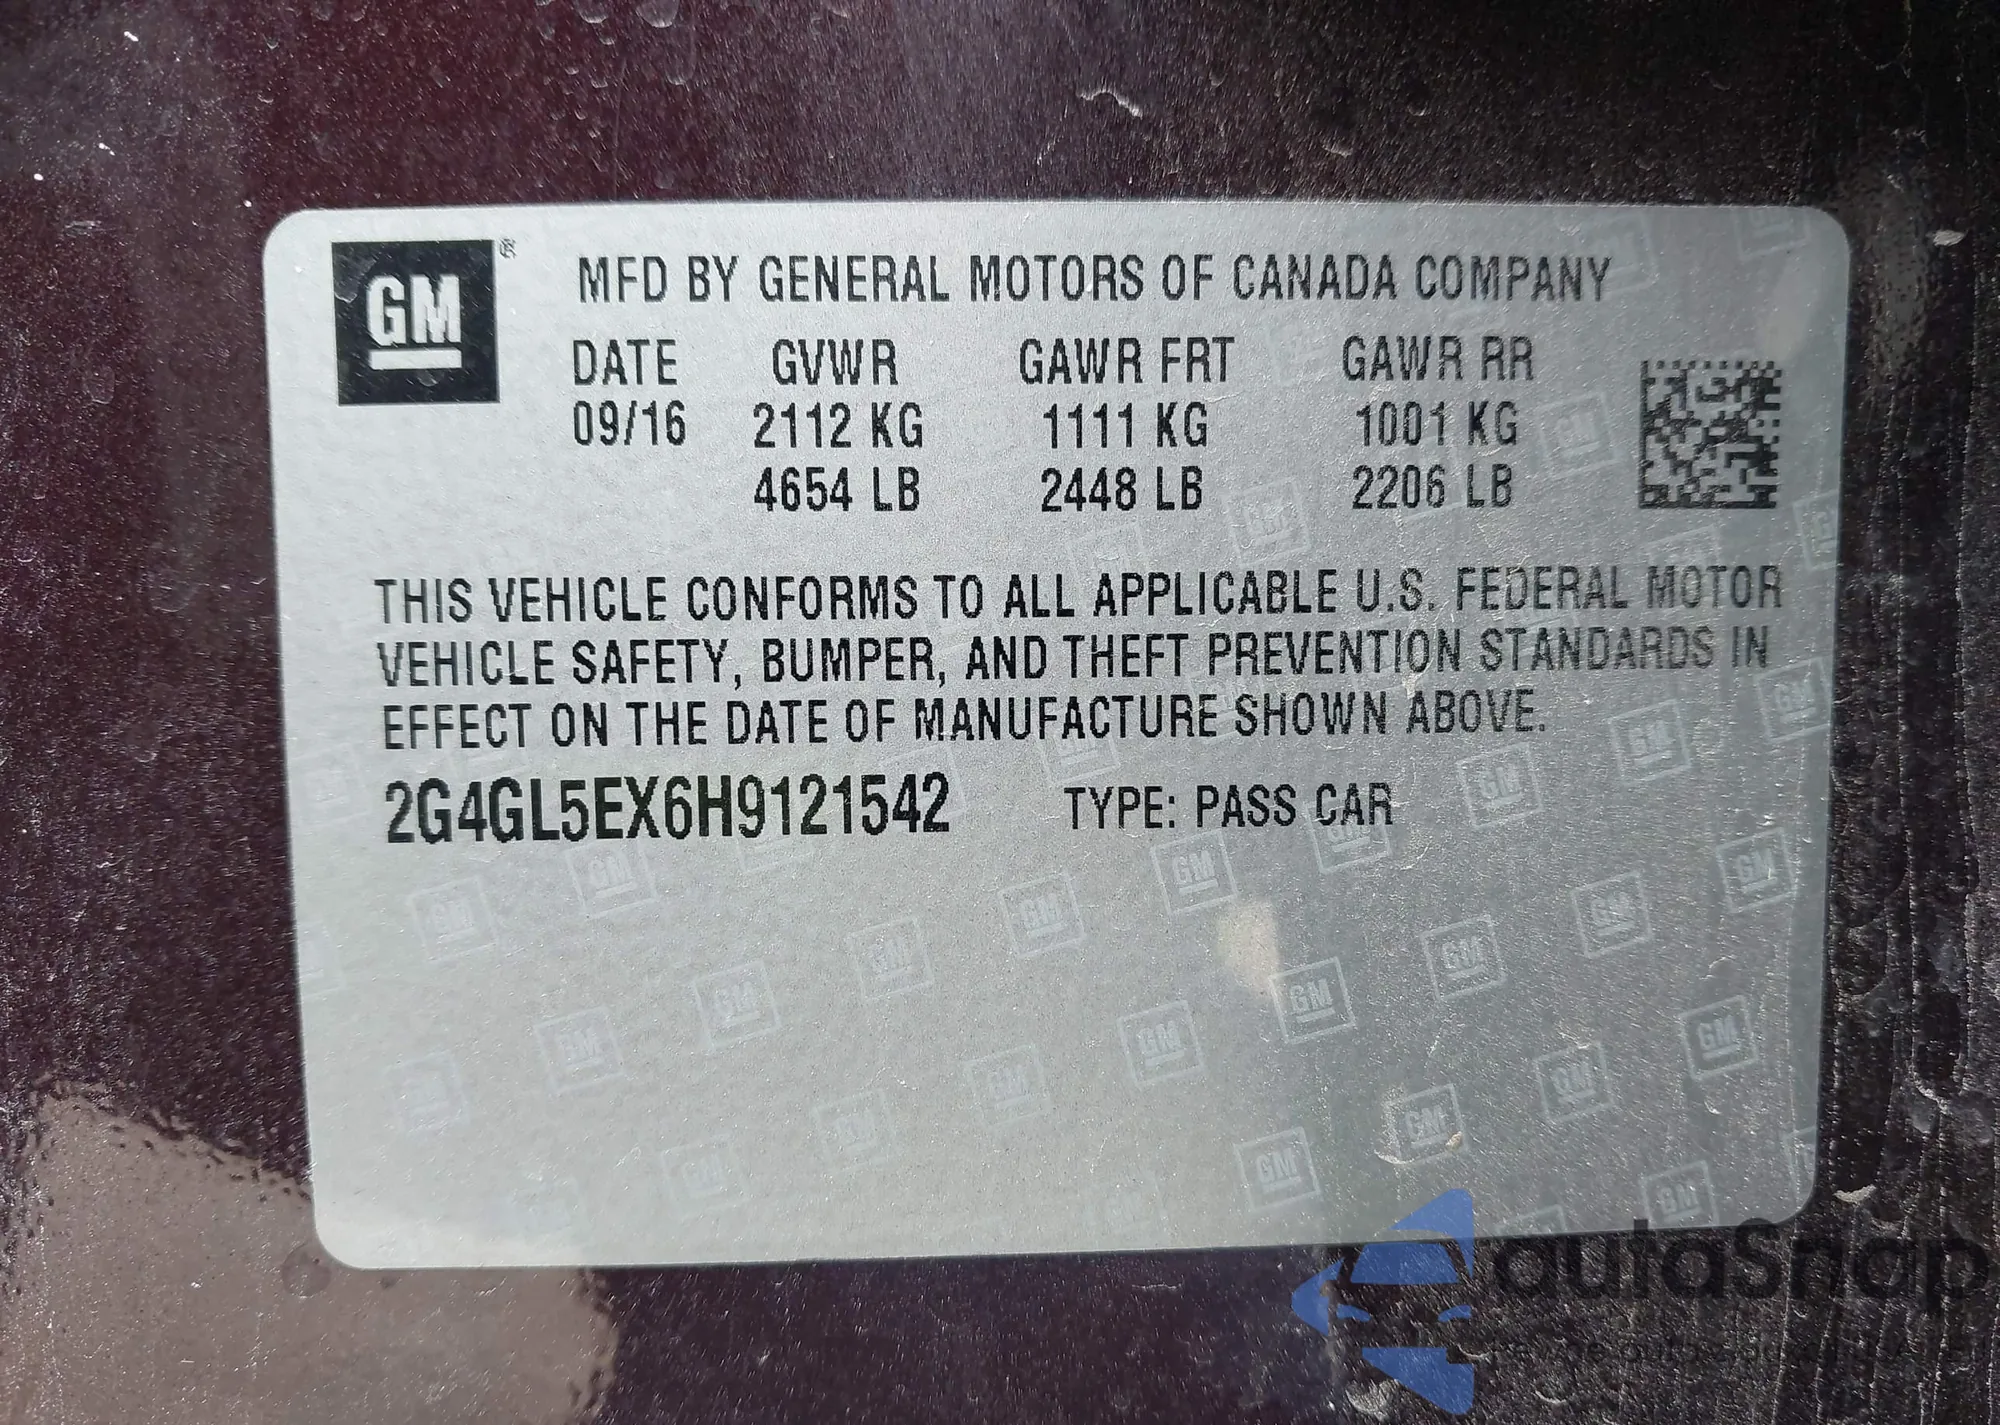 GM ®
MFD BY GENERAL MOTORS OF CANADA COMPANY
DATE GVWR GAWR FRT GAWR RR
09/16 2112 KG 1111 KG 1001 KG
4654 LB 2448 LB 2206 LB
THIS VEHICLE CONFORMS TO ALL APPLICABLE U.S. FEDERAL MOTOR
VEHICLE SAFETY, BUMPER, AND THEFT PREVENTION STANDARDS IN
EFFECT ON THE DATE OF MANUFACTURE SHOWN ABOVE.
2G4GL5EX6H9121542 TYPE: PASS CAR
autaSnap